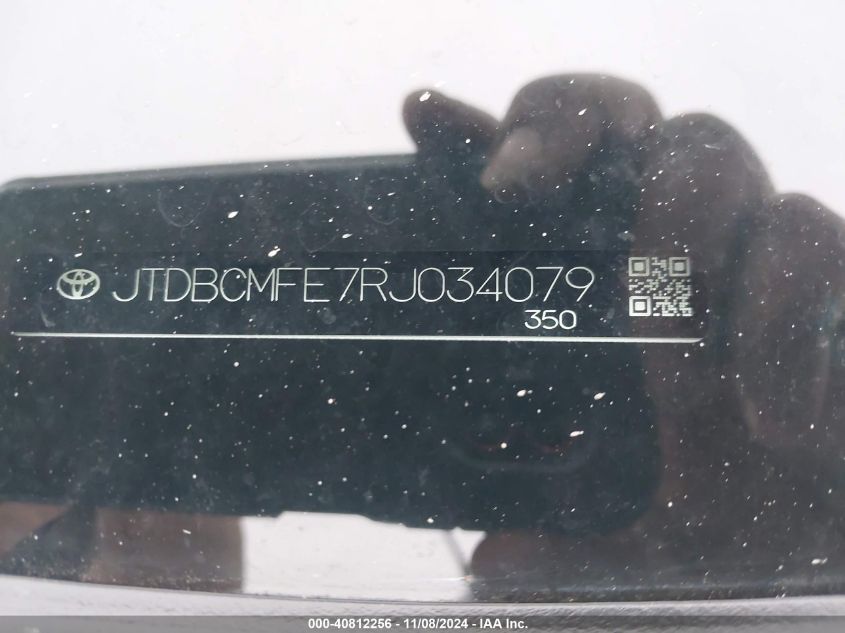 JTDBCMFE7RJ034079
350
000-40812256 - 11/08/2024 - IAA Inc.